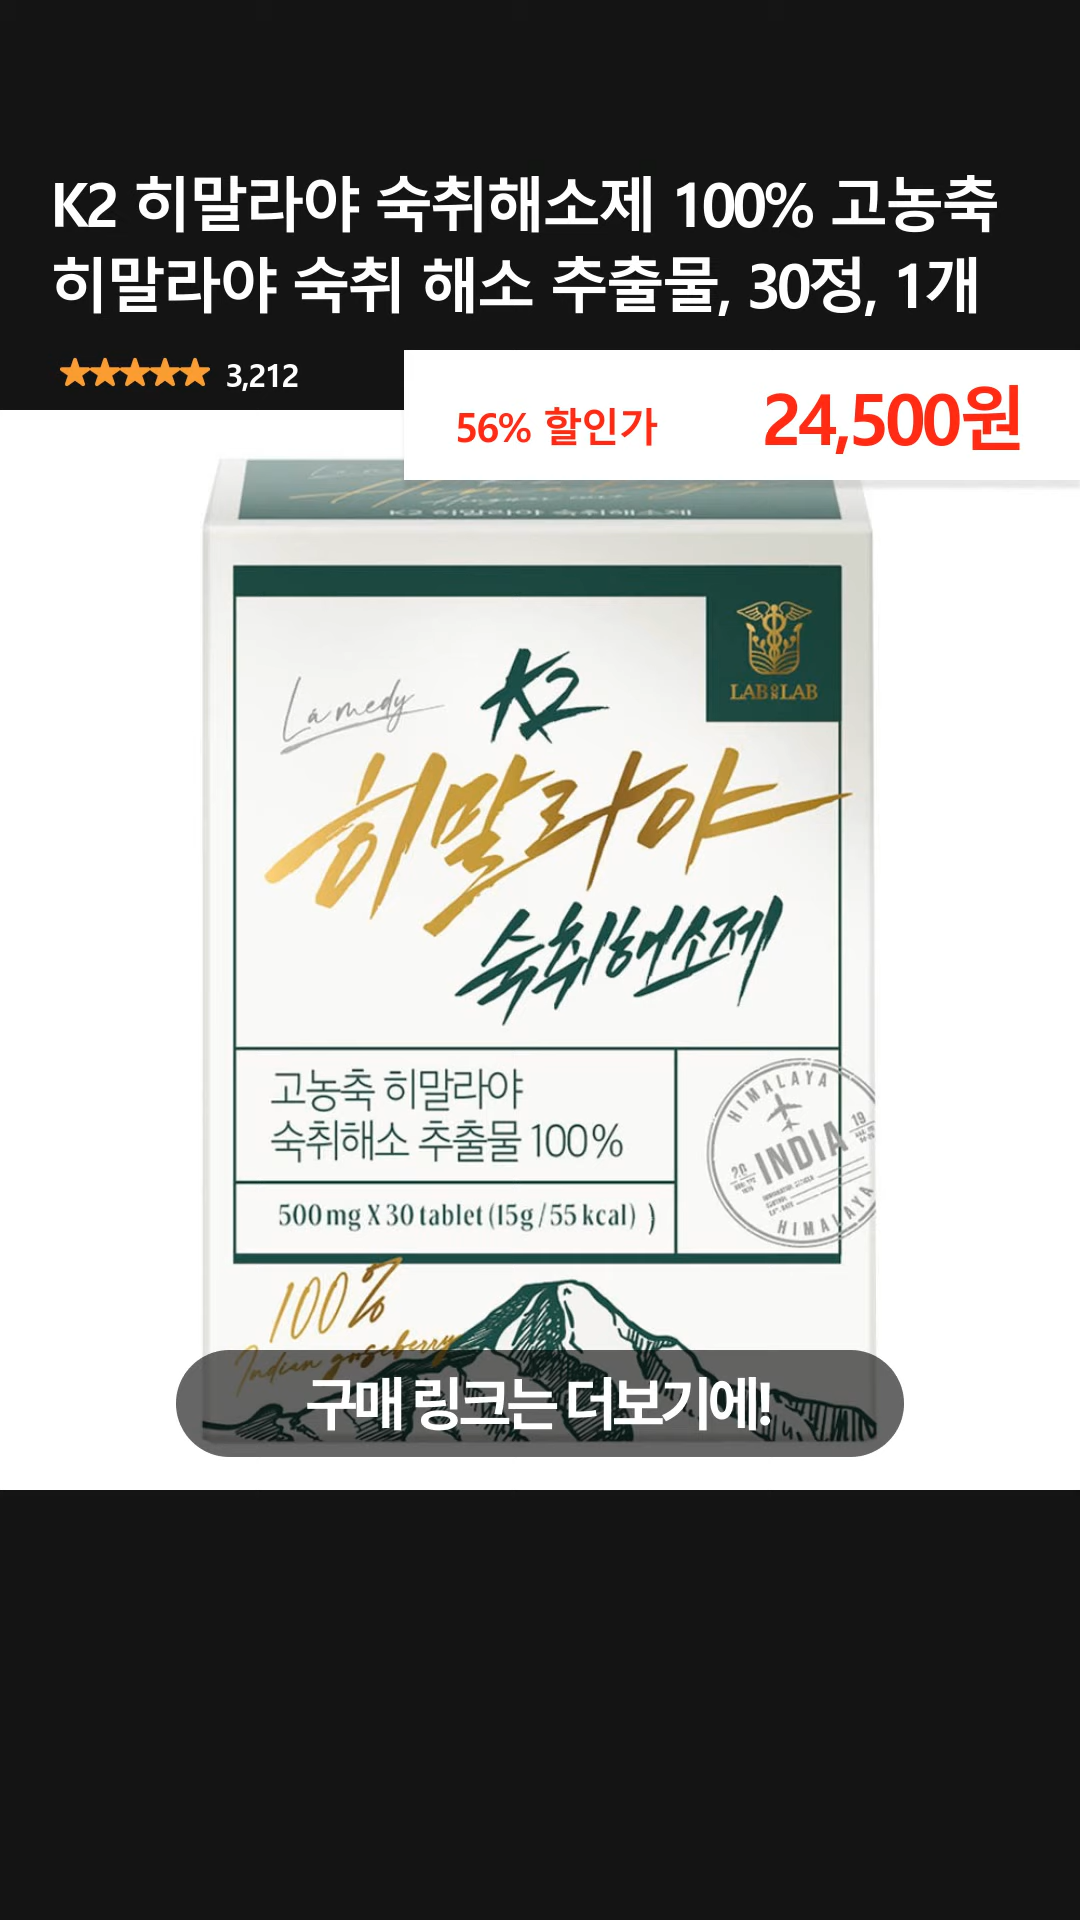 K2 히말라야 숙취해소제 100% 고농축
히말라야 숙취 해소 추출물, 30정, 1개
3,212
56% 할인가 24,500원
K2 히말라야 숙취해소제
LAB LAB
Lamedy
K2
히말라야
숙취해소제
고농축 히말라야
숙취해소 추출물 100%
500 mg X 30 tablet (15g / 55 kcal) )
HIMALAYA
19
20
INDIA
HIMALAYA
100%
Indian gooseberry
구매 링크는 더보기에!